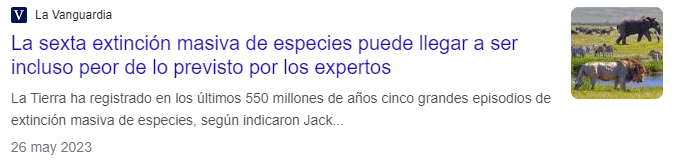 La Vanguardia
La sexta extinción masiva de especies puede llegar a ser
incluso peor de lo previsto por los expertos
La Tierra ha registrado en los últimos 550 millones de años cinco grandes episodios de
extinción masiva de especies, según indicaron Jack...
26 may 2023